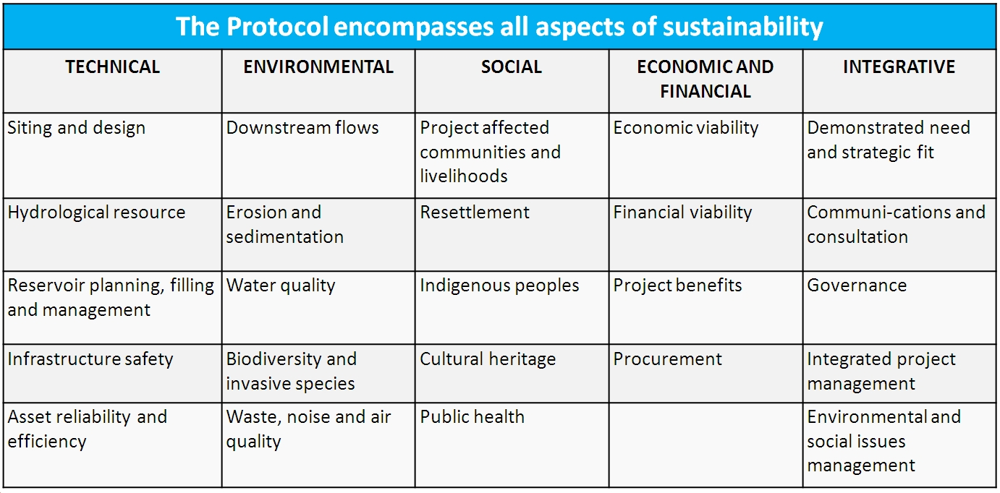 The Protocol encompasses all aspects of sustainability
TECHNICAL
ENVIRONMENTAL
SOCIAL
ECONOMIC AND
FINANCIAL
INTEGRATIVE
Siting and design
Downstream flows
Project affected
communities and
livelihoods
Economic viability
Demonstrated need
and strategic fit
Hydrological resource
Erosion and
sedimentation
Resettlement
Financial viability
Communi-cations and
consultation
Reservoir planning, filling
and management
Water quality
Indigenous peoples
Project benefits
Governance
Infrastructure safety
Biodiversity and
invasive species
Cultural heritage
Procurement
Integrated project
management
Asset reliability and
efficiency
Waste, noise and air
quality
Public health
Environmental and
social issues
management